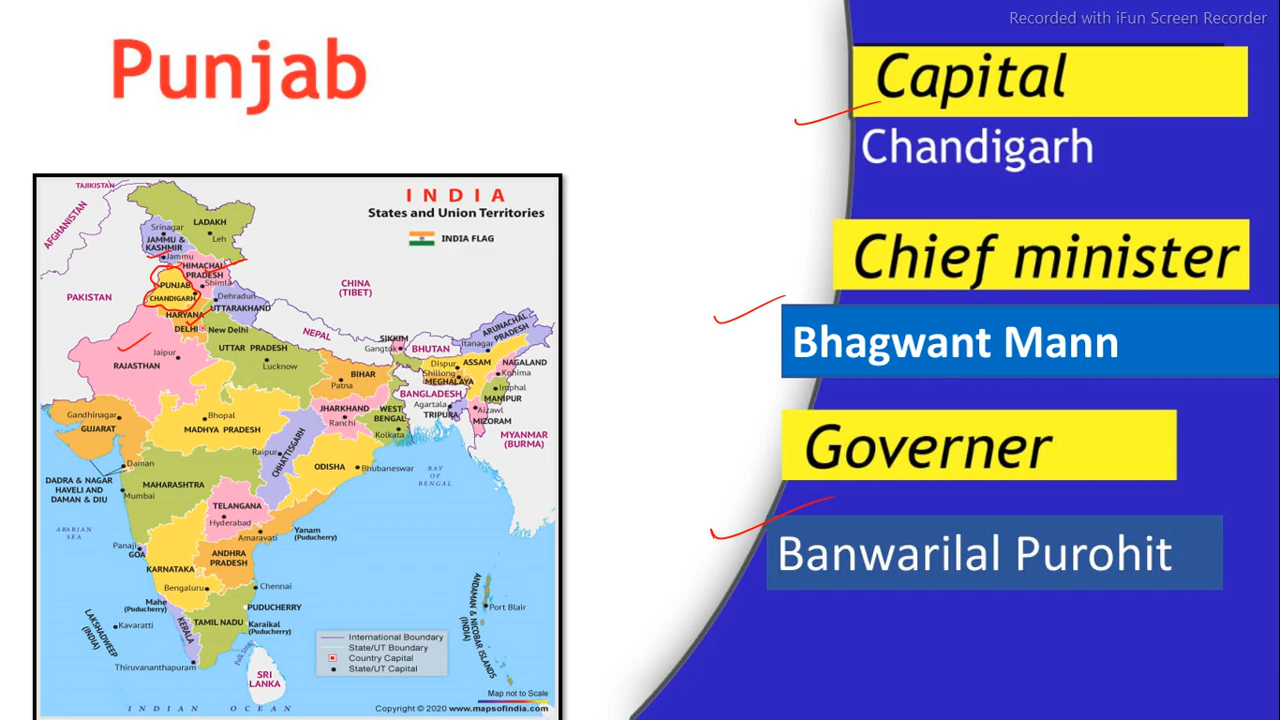 Recorded with iFun Screen Recorder
Punjab
Capital
Chandigarh
Chief minister
Bhagwant Mann
Governer
Banwarilal Purohit
INDIA
States and Union Territories
INDIA FLAG
TAJIKISTAN
AFGHANISTAN
PAKISTAN
CHINA
(TIBET)
NEPAL
BHUTAN
BANGLADESH
MYANMAR
(BURMA)
SRI
LANKA
LADAKH
Leh
Srinagar
JAMMU &
KASHMIR
Jammu
HIMACHAL
PRADESH
Shimla
PUNJAB
CHANDIGARH
Dehradun
UTTARAKHAND
HARYANA
DELHI
New Delhi
RAJASTHAN
Jaipur
UTTAR PRADESH
Lucknow
BIHAR
Patna
SIKKIM
Gangtok
ARUNACHAL
PRADESH
Itanagar
ASSAM
Dispur
Shillong
MEGHALAYA
NAGALAND
Kohima
Imphal
MANIPUR
Aizawl
MIZORAM
Agartala
TRIPURA
WEST
BENGAL
Kolkata
JHARKHAND
Ranchi
Gandhinagar
GUJARAT
Bhopal
MADHYA PRADESH
Raipur
CHHATTISGARH
ODISHA
Bhubaneswar
Daman
DADRA & NAGAR
HAVELI AND
DAMAN & DIU
Mumbai
MAHARASHTRA
TELANGANA
Hyderabad
Amaravati
Yanam
(Puducherry)
ANDHRA
PRADESH
Panaji
GOA
KARNATAKA
Bengaluru
Chennai
Mahe
(Puducherry)
PUDUCHERRY
Karaikal
(Puducherry)
TAMIL NADU
KERALA
Thiruvananthapuram
Kavaratti
LAKSHADWEEP
(INDIA)
Port Blair
ANDAMAN & NICOBAR ISLANDS
(INDIA)
ARABIAN
SEA
BAY
OF
BENGAL
INDIAN OCEAN
International Boundary
State/UT Boundary
Country Capital
State/UT Capital
Map not to Scale
Copyright © 2020 www.mapsofindia.com